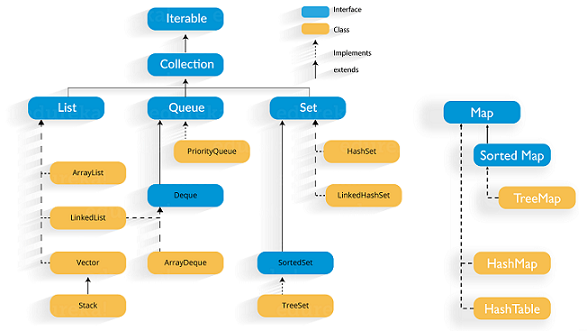 Iterable
Interface
Class
Implements
extends
Collection
List
Queue
Set
Map
PriorityQueue
HashSet
Sorted Map
ArrayList
Deque
LinkedHashSet
TreeMap
LinkedList
Vector
ArrayDeque
SortedSet
HashMap
Stack
TreeSet
HashTable